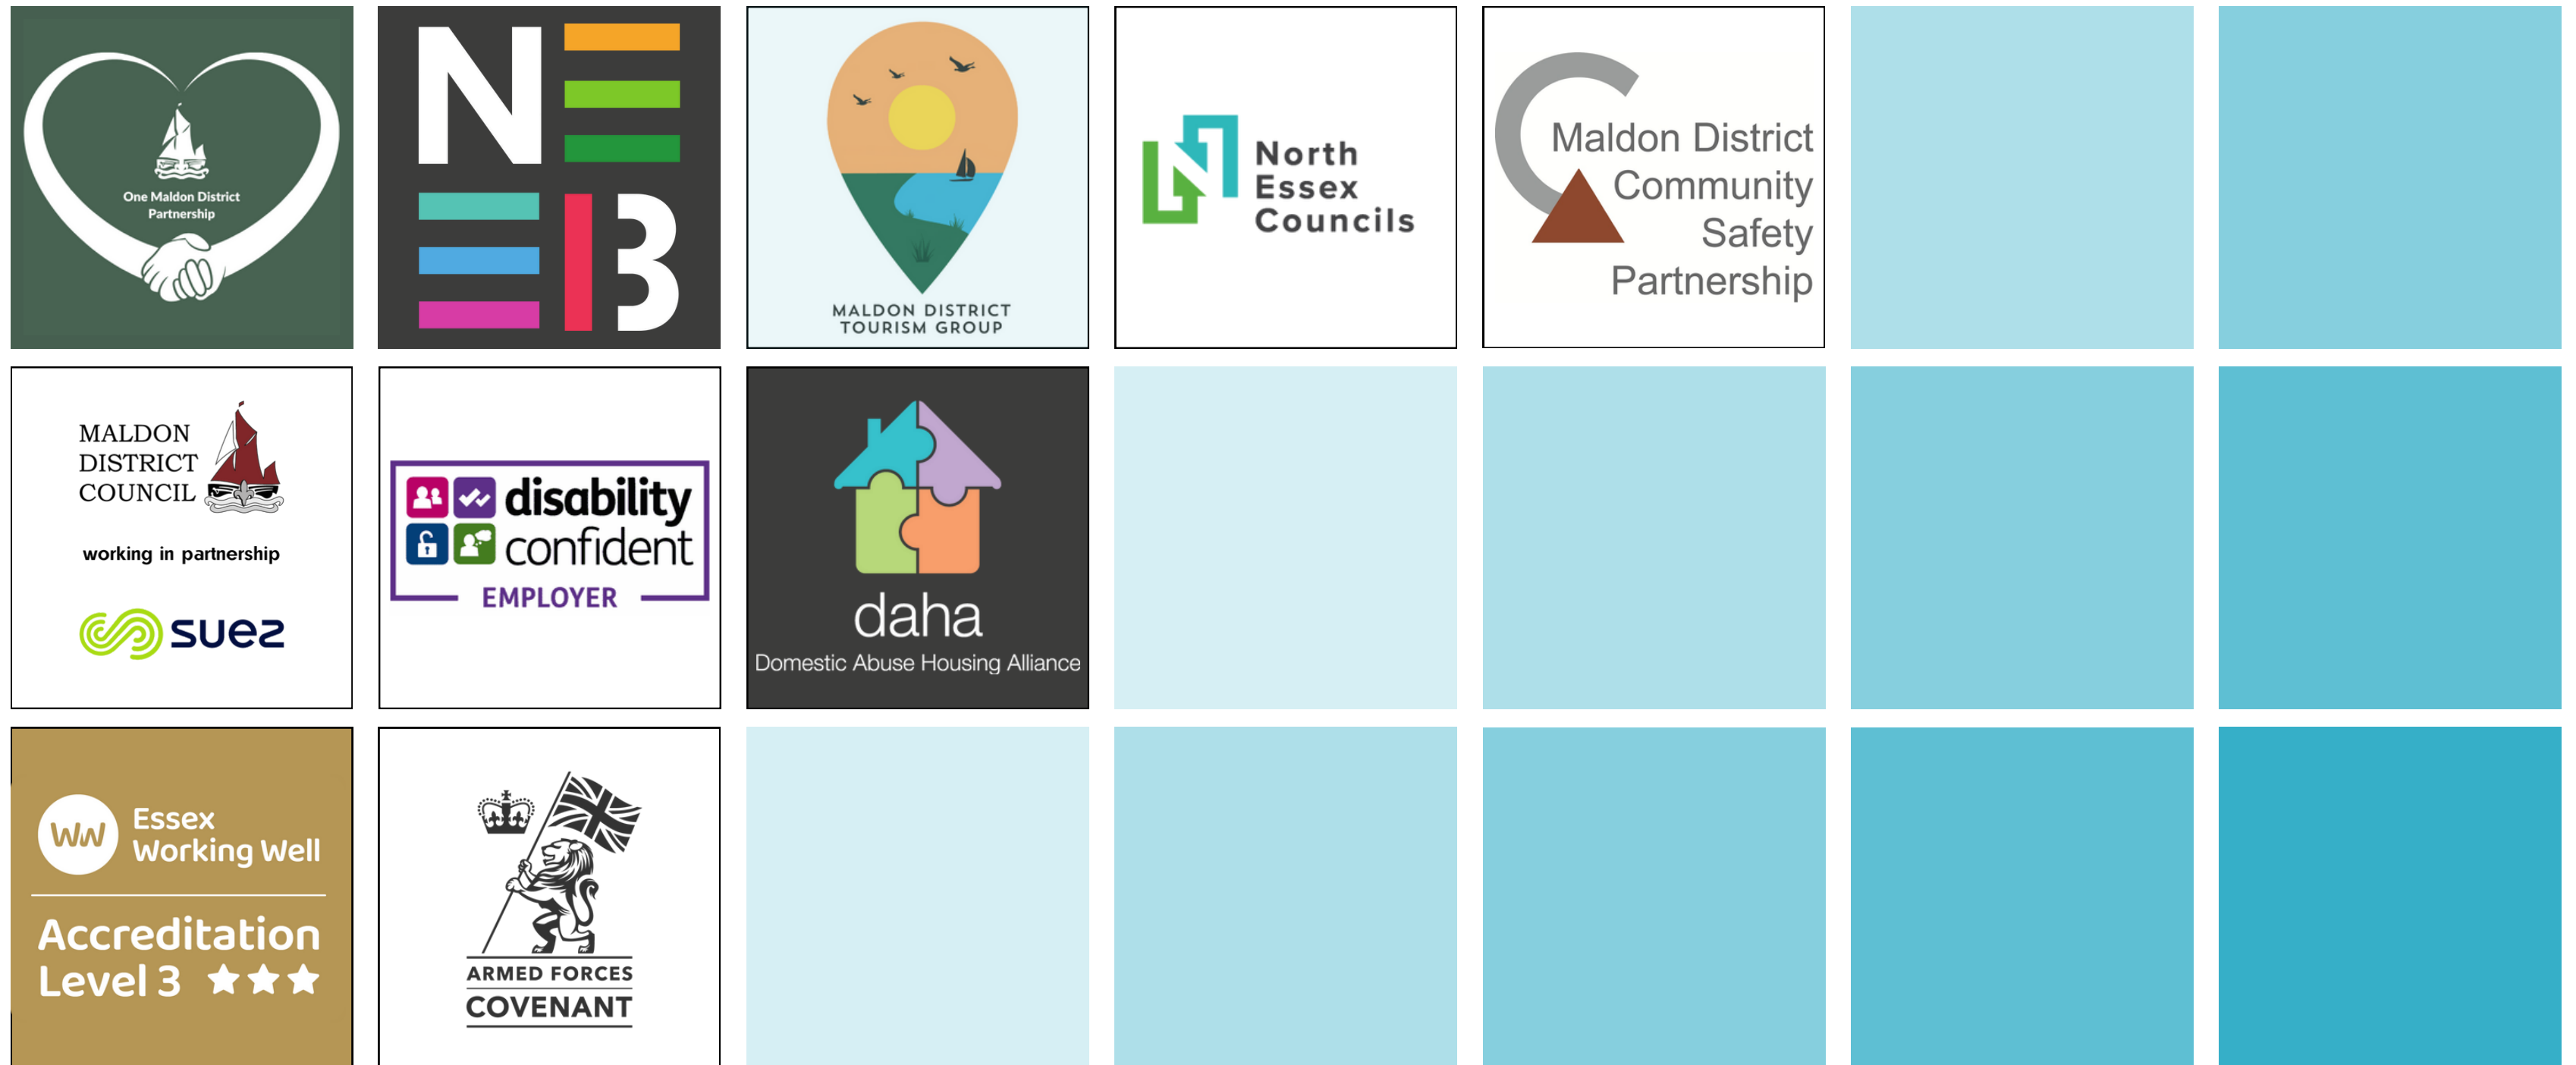 One Maldon District
Partnership
NE
EB
MALDON DISTRICT
TOURISM GROUP
North
Essex
Councils
Maldon District
Community
Safety
Partnership
MALDON
DISTRICT
COUNCIL
working in partnership
suez
disability
confident
EMPLOYER
daha
Domestic Abuse Housing Alliance
WW
Essex
Working Well
Accreditation
Level 3
ARMED FORCES
COVENANT